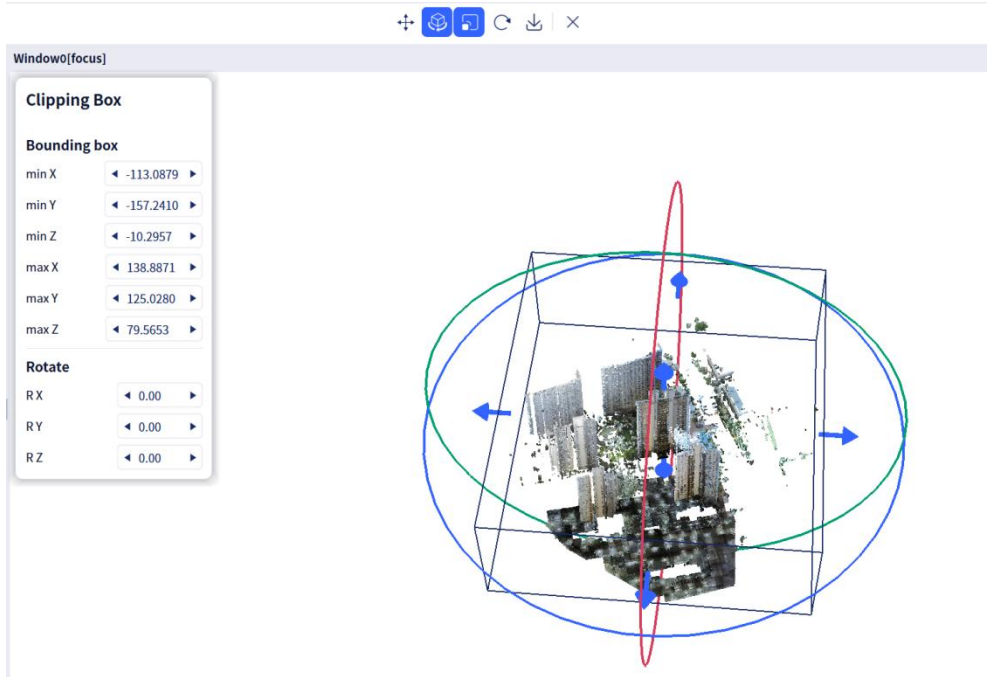 Window0[focus]
Clipping Box
Bounding box
min X -113.0879
min Y -157.2410
min Z -10.2957
max X 138.8871
max Y 125.0280
max Z 79.5653
Rotate
R X 0.00
R Y 0.00
R Z 0.00